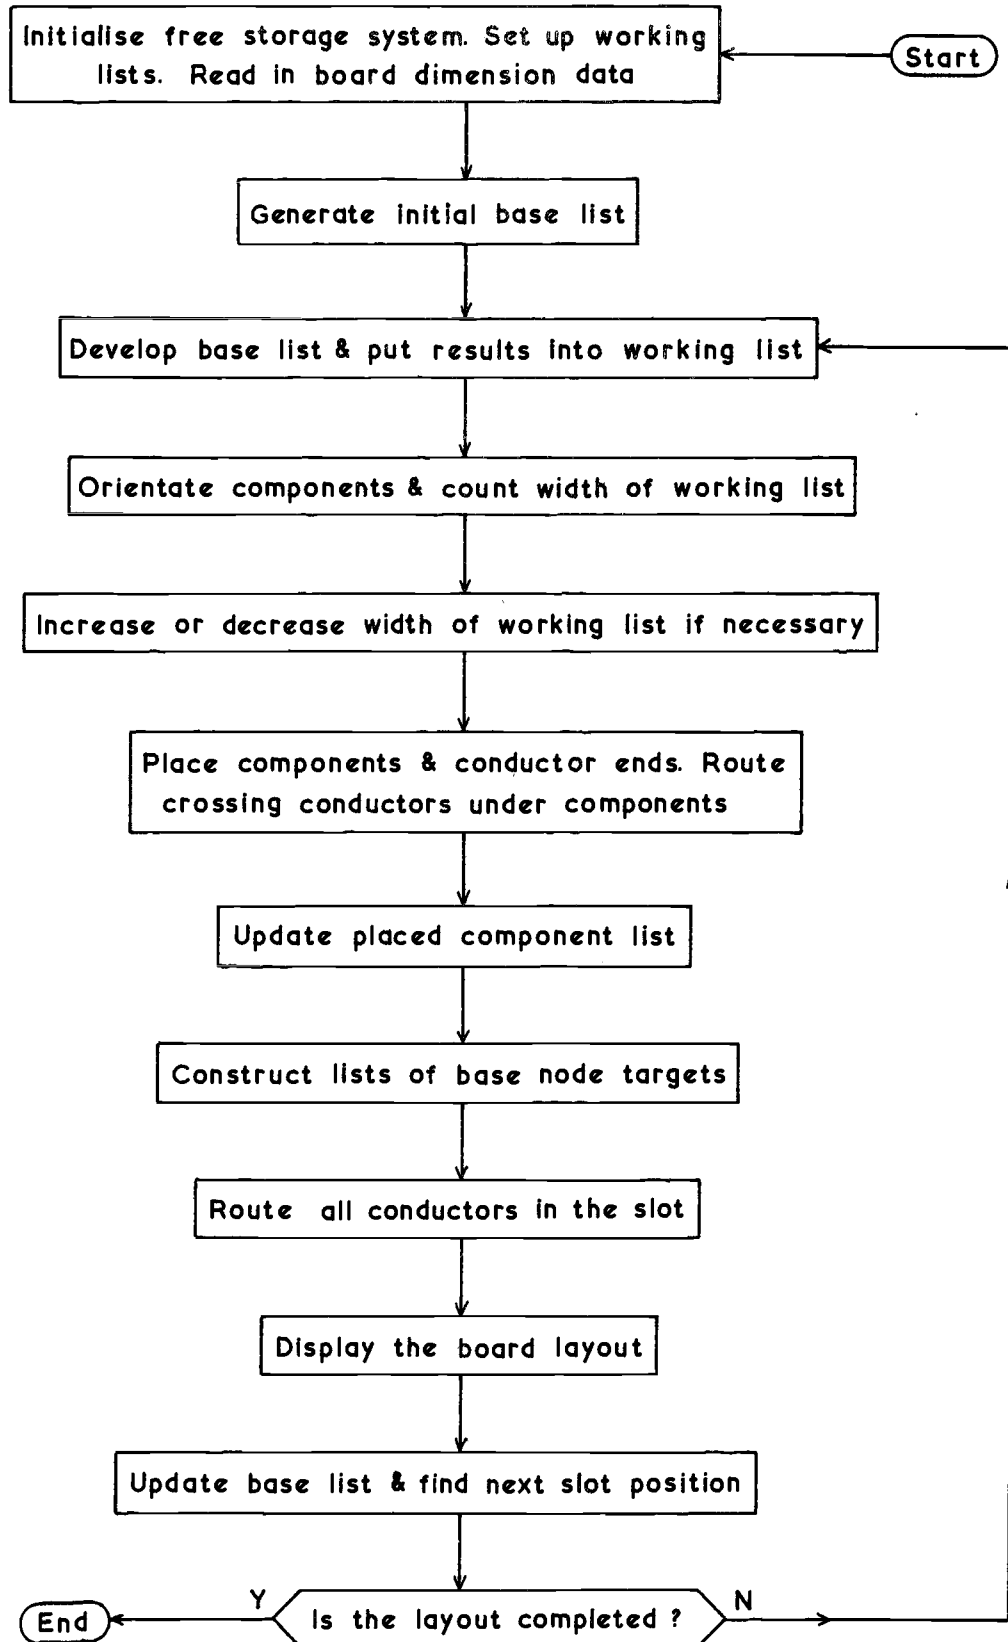 Start
Initialise free storage system. Set up working
lists. Read in board dimension data
Generate initial base list
Develop base list & put results into working list
Orientate components & count width of working list
Increase or decrease width of working list if necessary
Place components & conductor ends. Route
crossing conductors under components
Update placed component list
Construct lists of base node targets
Route all conductors in the slot
Display the board layout
Update base list & find next slot position
Is the layout completed ?
Y
N
End